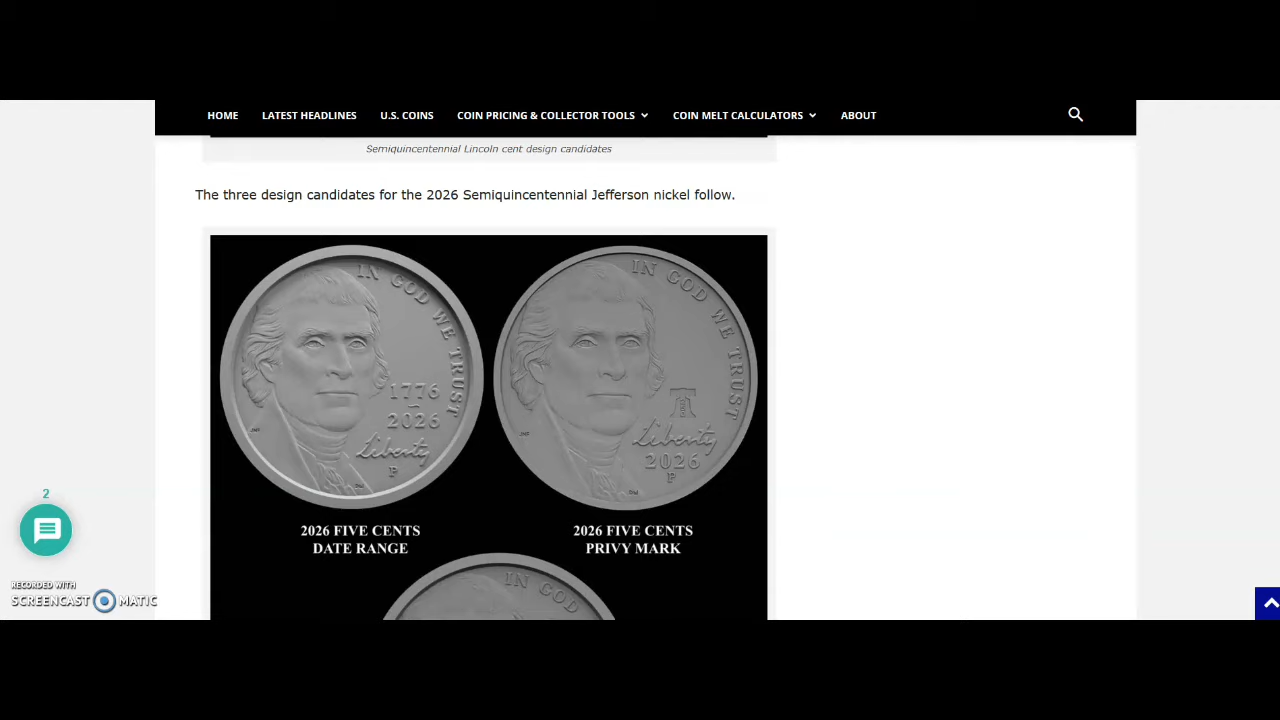 HOME LATEST HEADLINES U.S. COINS COIN PRICING & COLLECTOR TOOLS COIN MELT CALCULATORS ABOUT
Semiquincentennial Lincoln cent design candidates
The three design candidates for the 2026 Semiquincentennial Jefferson nickel follow.
IN GOD WE TRUST
1776
2026
Liberty
P
IN GOD WE TRUST
Liberty
2026
P
2026 FIVE CENTS
DATE RANGE
2026 FIVE CENTS
PRIVY MARK
IN GOD
2
RECORDED WITH
SCREENCAST MATIC